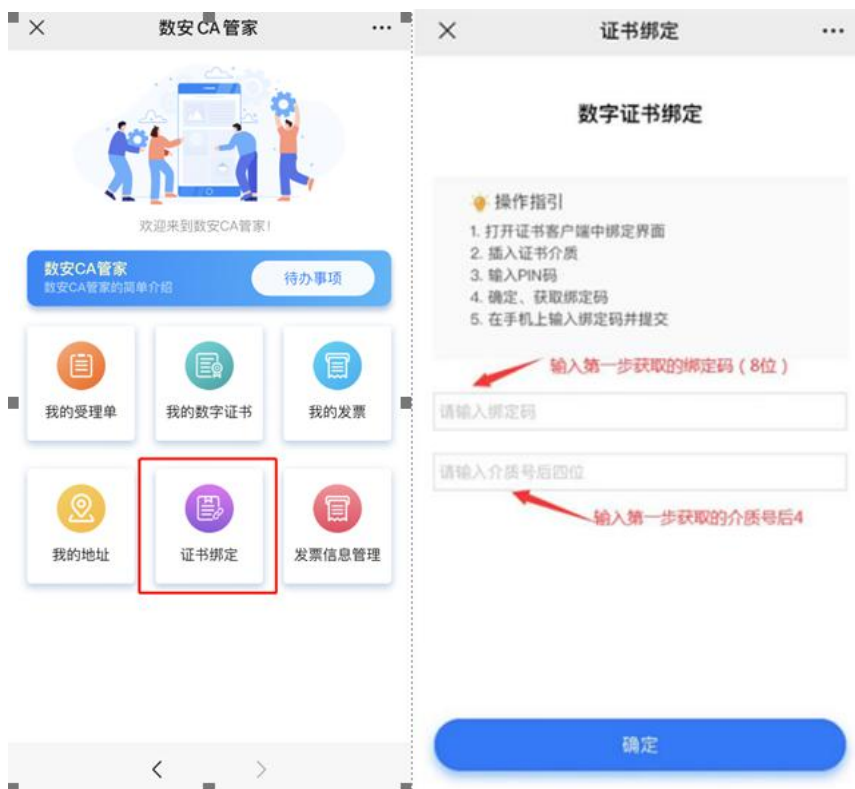 数安CA管家
欢迎来到数安CA管家!
数安CA管家
数安CA管家的简单介绍
待办事项
我的受理单
我的数字证书
我的发票
我的地址
证书绑定
发票信息管理
证书绑定
数字证书绑定
操作指引
1. 打开证书客户端中绑定界面
2. 插入证书介质
3. 输入PIN码
4. 确定、获取绑定码
5. 在手机上输入绑定码并提交
输入第一步获取的绑定码（8位）
请输入绑定码
请输入介质号后四位
输入第一步获取的介质号后4
确定